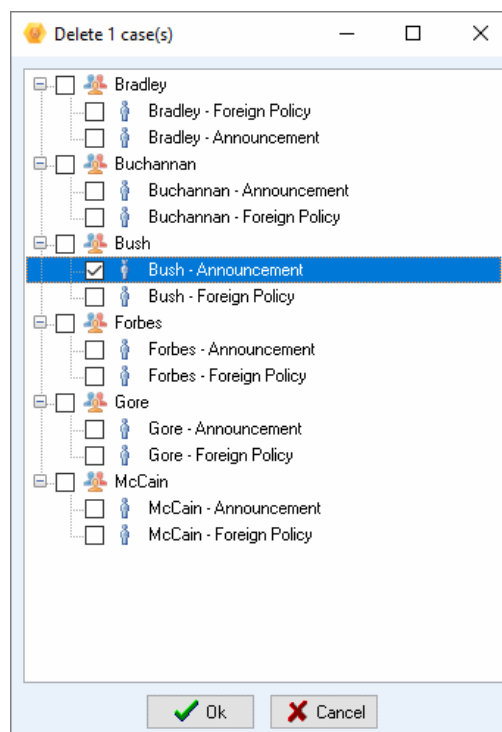 Delete 1 case(s)
Bradley
Bradley - Foreign Policy
Bradley - Announcement
Buchannan
Buchannan - Announcement
Buchannan - Foreign Policy
Bush
Bush - Announcement
Bush - Foreign Policy
Forbes
Forbes - Announcement
Forbes - Foreign Policy
Gore
Gore - Announcement
Gore - Foreign Policy
McCain
McCain - Announcement
McCain - Foreign Policy
Ok Cancel